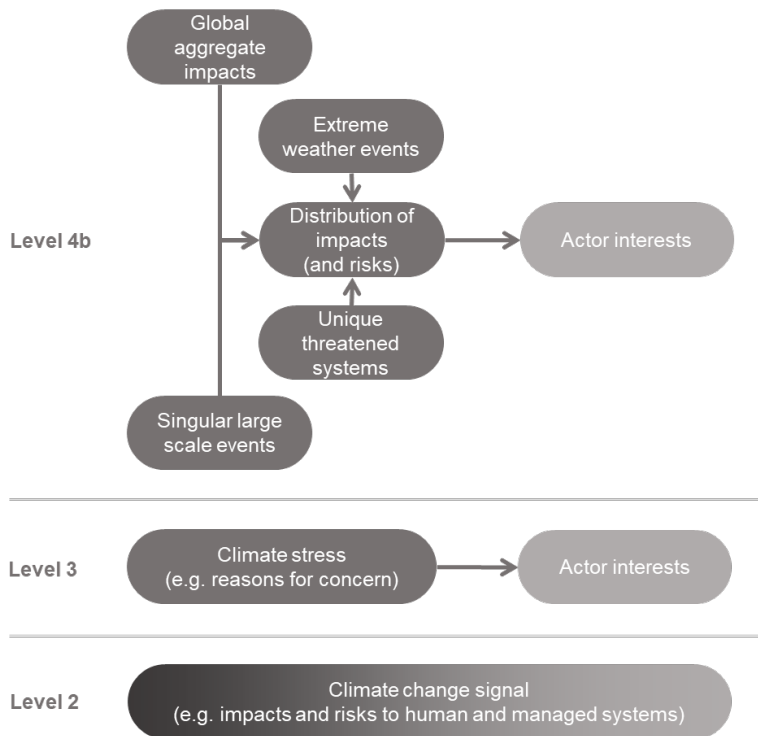 Global
aggregate
impacts
Extreme
weather events
Level 4b
Distribution of
impacts
(and risks)
Actor interests
Unique
threatened
systems
Singular large
scale events
Level 3
Climate stress
(e.g. reasons for concern)
Actor interests
Level 2
Climate change signal
(e.g. impacts and risks to human and managed systems)